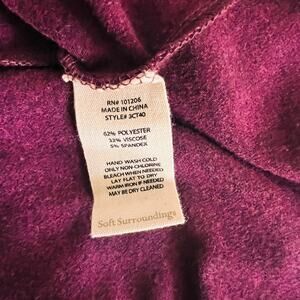 RN# 101206
MADE IN CHINA
STYLE# 3CT40
62% POLYESTER
33% VISCOSE
5% SPANDEX
HAND WASH COLD
ONLY NON-CHLORINE
BLEACH WHEN NEEDED
LAY FLAT TO DRY
WARM IRON IF NEEDED
MAY BE DRY CLEANED
Soft Surroundings